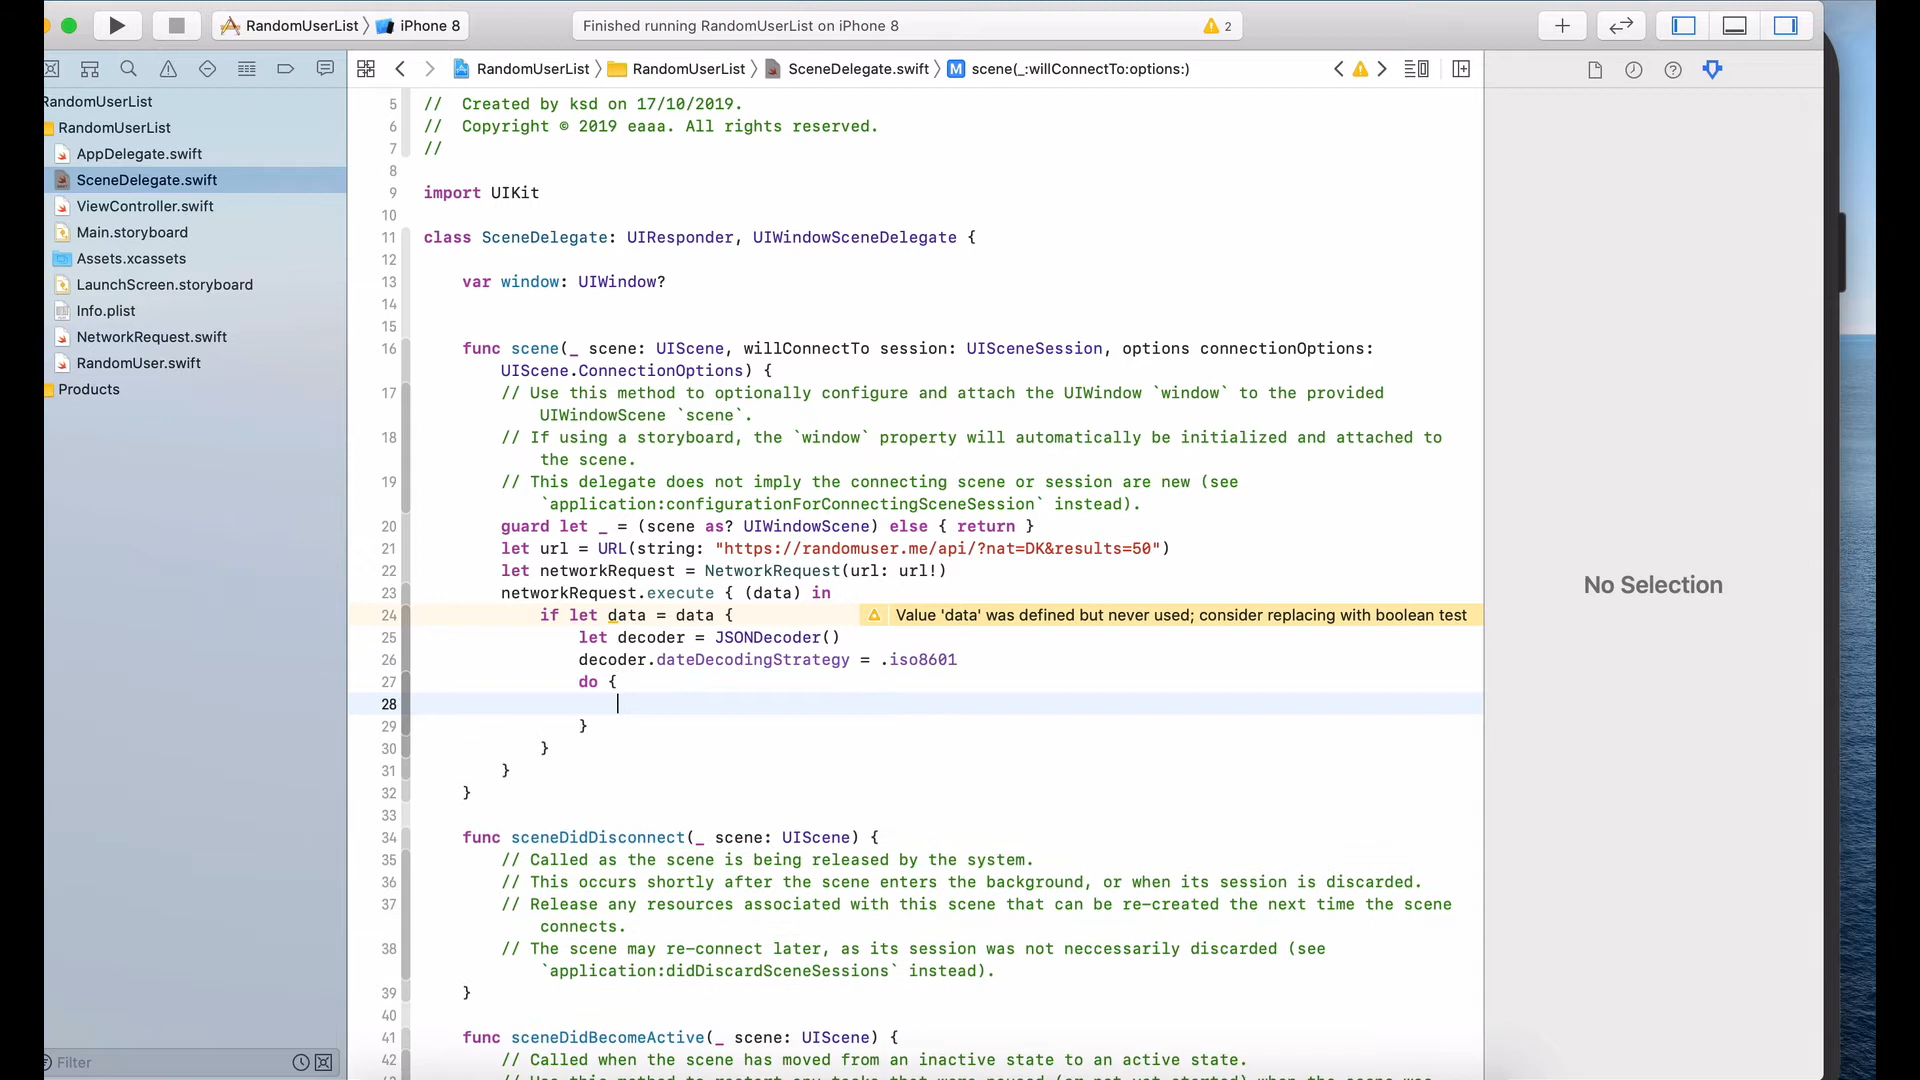 RandomUserList
iPhone 8
Finished running RandomUserList on iPhone 8
2
RandomUserList
RandomUserList
SceneDelegate.swift
M
scene(_:willConnectTo:options:)
RandomUserList
RandomUserList
AppDelegate.swift
SceneDelegate.swift
ViewController.swift
Main.storyboard
Assets.xcassets
LaunchScreen.storyboard
Info.plist
NetworkRequest.swift
RandomUser.swift
Products
Filter
5 // Created by ksd on 17/10/2019.
6 // Copyright © 2019 eaaa. All rights reserved.
7 //
8
9 import UIKit
10
11 class SceneDelegate: UIResponder, UIWindowSceneDelegate {
12
13 var window: UIWindow?
14
15
16 func scene(_ scene: UIScene, willConnectTo session: UISceneSession, options connectionOptions:
UIScene.ConnectionOptions) {
17 // Use this method to optionally configure and attach the UIWindow `window` to the provided
UIWindowScene `scene`.
18 // If using a storyboard, the `window` property will automatically be initialized and attached to
the scene.
19 // This delegate does not imply the connecting scene or session are new (see
`application:configurationForConnectingSceneSession` instead).
20 guard let _ = (scene as? UIWindowScene) else { return }
21 let url = URL(string: "https://randomuser.me/api/?nat=DK&results=50")
22 let networkRequest = NetworkRequest(url: url!)
23 networkRequest.execute { (data) in
24 if let data = data {
Value 'data' was defined but never used; consider replacing with boolean test
25 let decoder = JSONDecoder()
26 decoder.dateDecodingStrategy = .iso8601
27 do {
28
29 }
30 }
31 }
32 }
33
34 func sceneDidDisconnect(_ scene: UIScene) {
35 // Called as the scene is being released by the system.
36 // This occurs shortly after the scene enters the background, or when its session is discarded.
37 // Release any resources associated with this scene that can be re-created the next time the scene
connects.
38 // The scene may re-connect later, as its session was not neccessarily discarded (see
`application:didDiscardSceneSessions` instead).
39 }
40
41 func sceneDidBecomeActive(_ scene: UIScene) {
42 // Called when the scene has moved from an inactive state to an active state.
No Selection